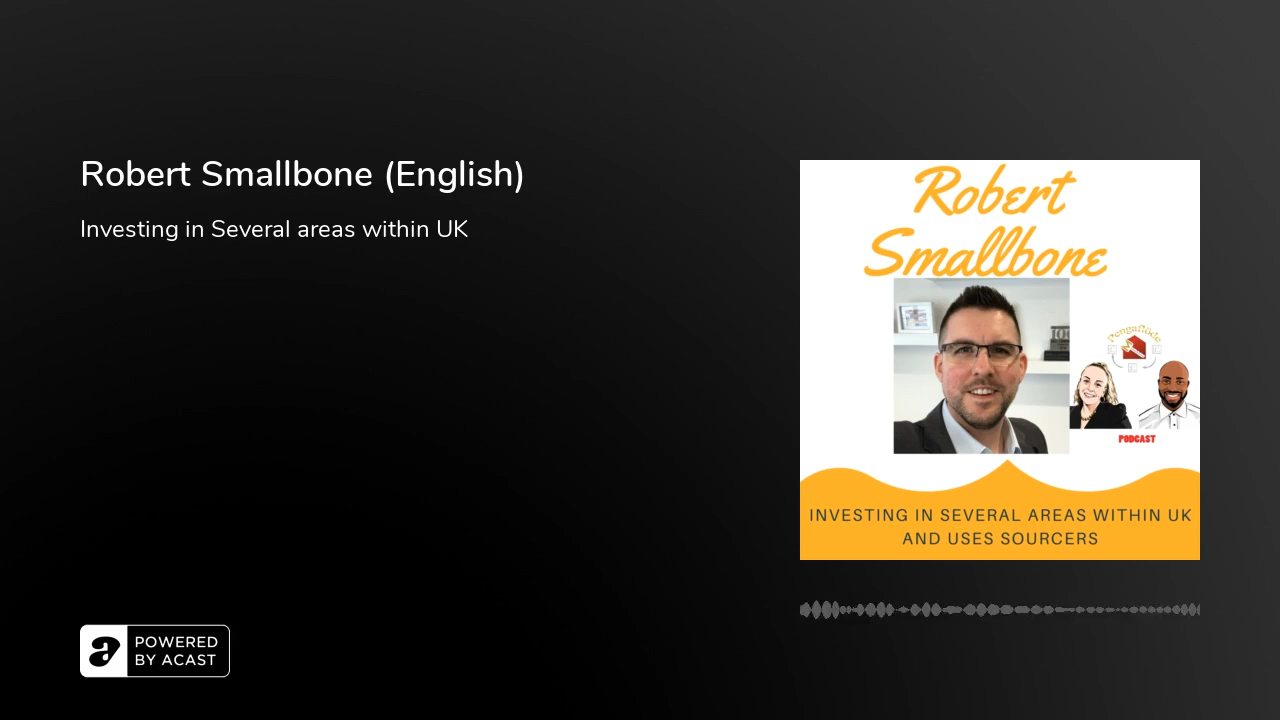 Robert Smallbone (English)
Investing in Several areas within UK
Robert
Smallbone
Pengaflöde
PODCAST
INVESTING IN SEVERAL AREAS WITHIN UK
AND USES SOURCERS
POWERED
BY ACAST